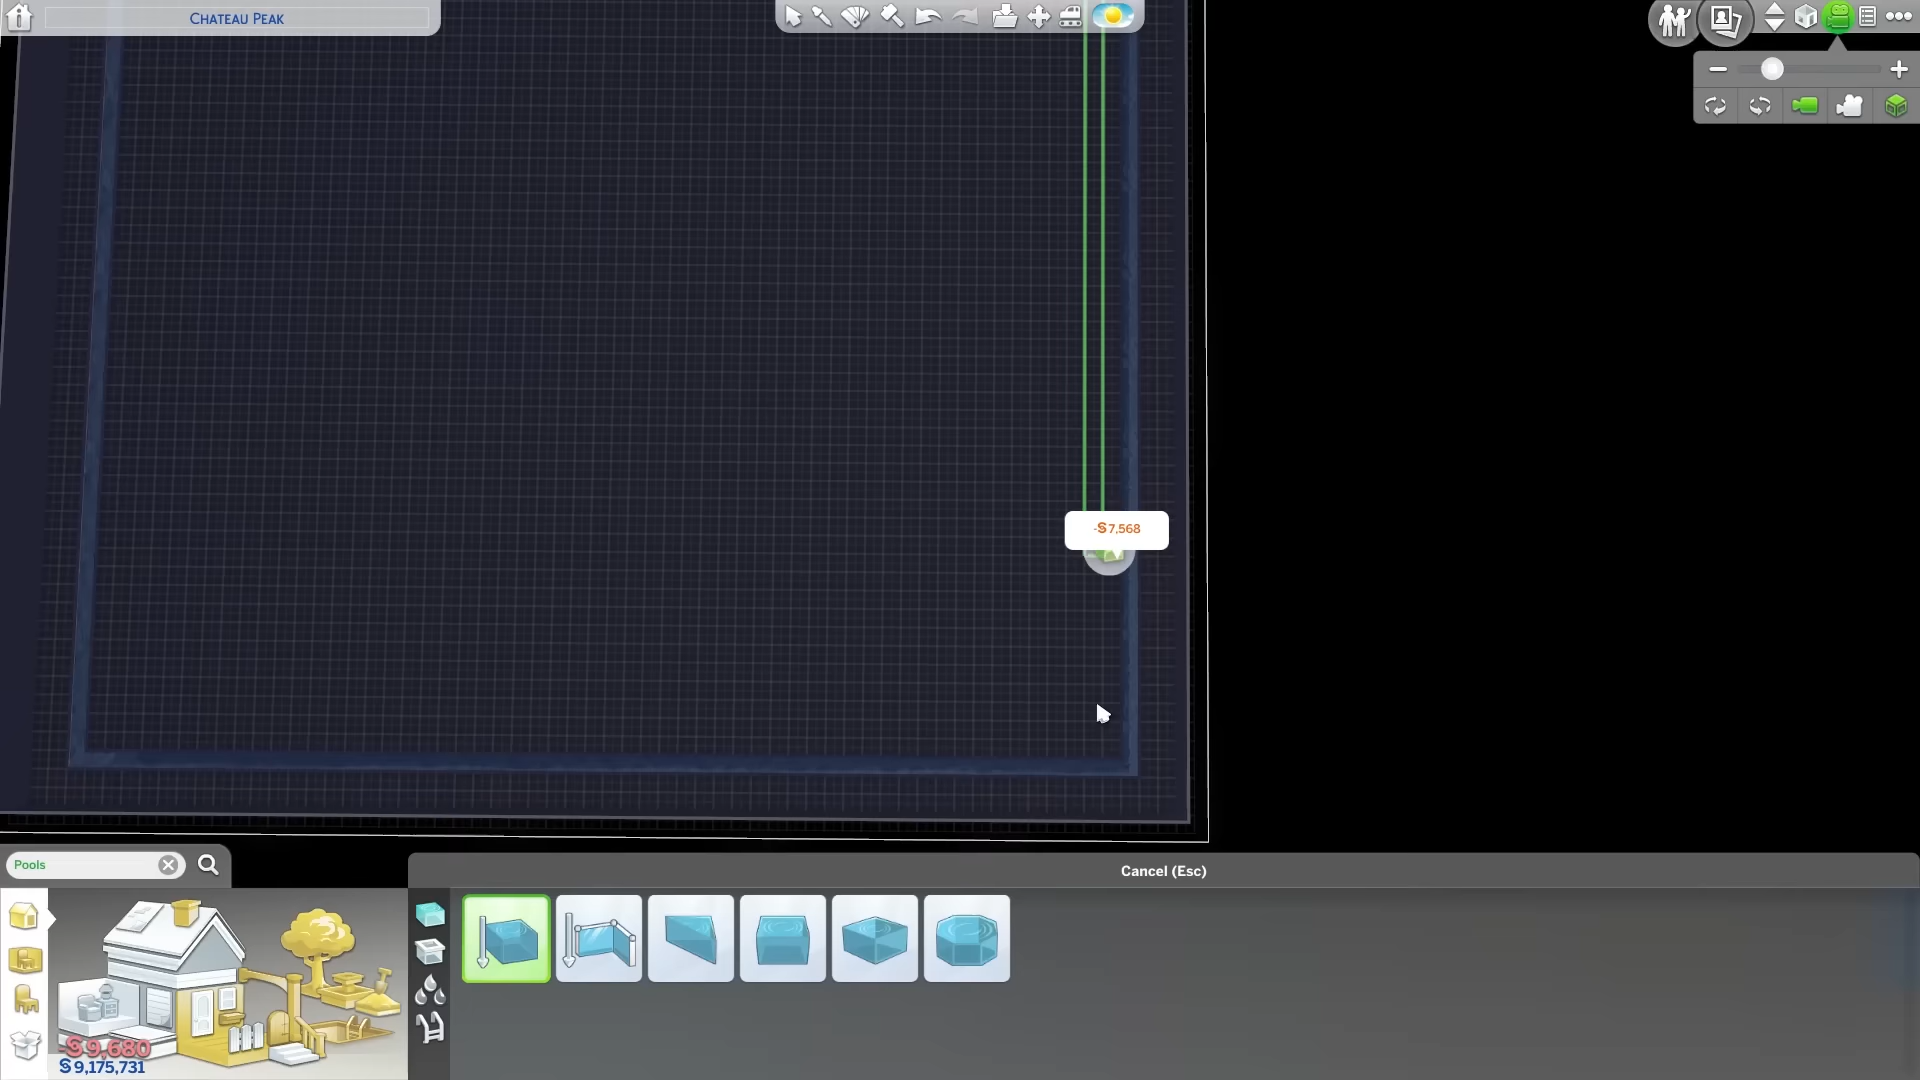 CHATEAU PEAK
-§7,568
Pools
Cancel (Esc)
-§9,680
§9,175,731